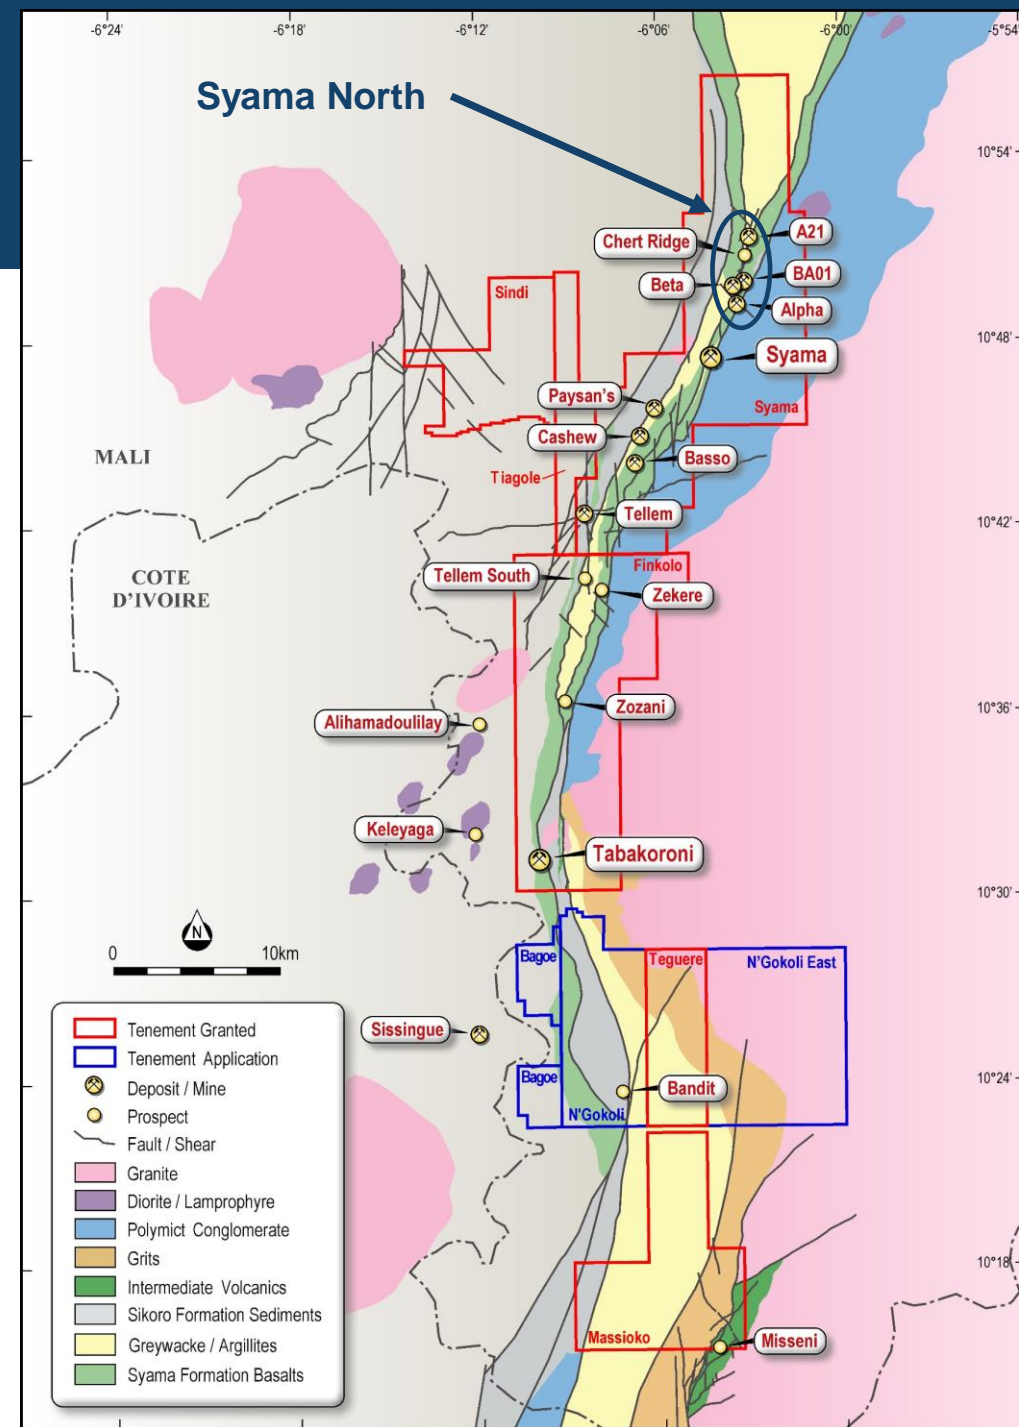 -6°24'
-6°18'
-6°12'
-6°06'
-6°00'
-5°54'
Syama North
10°54'
A21
Chert Ridge
BA01
Beta
Sindi
Alpha
10°48'
Syama
Paysan's
Syama
Cashew
MALI
Basso
Tiagole
Tellem
10°42'
COTE
D'IVOIRE
Tellem South
Finkolo
Zekere
Alihamadoulilay
Zozani
10°36'
Keleyaga
Tabakoroni
10°30'
N
0
10km
Bagoe
Teguere
N'Gokoli East
Sissingue
Bagoe
N'Gokoli
Bandit
10°24'
Tenement Granted
Tenement Application
Deposit / Mine
Prospect
Fault / Shear
Granite
Diorite / Lamprophyre
Polymict Conglomerate
Grits
Intermediate Volcanics
Sikoro Formation Sediments
Greywacke / Argillites
Syama Formation Basalts
10°18'
Massioko
Misseni